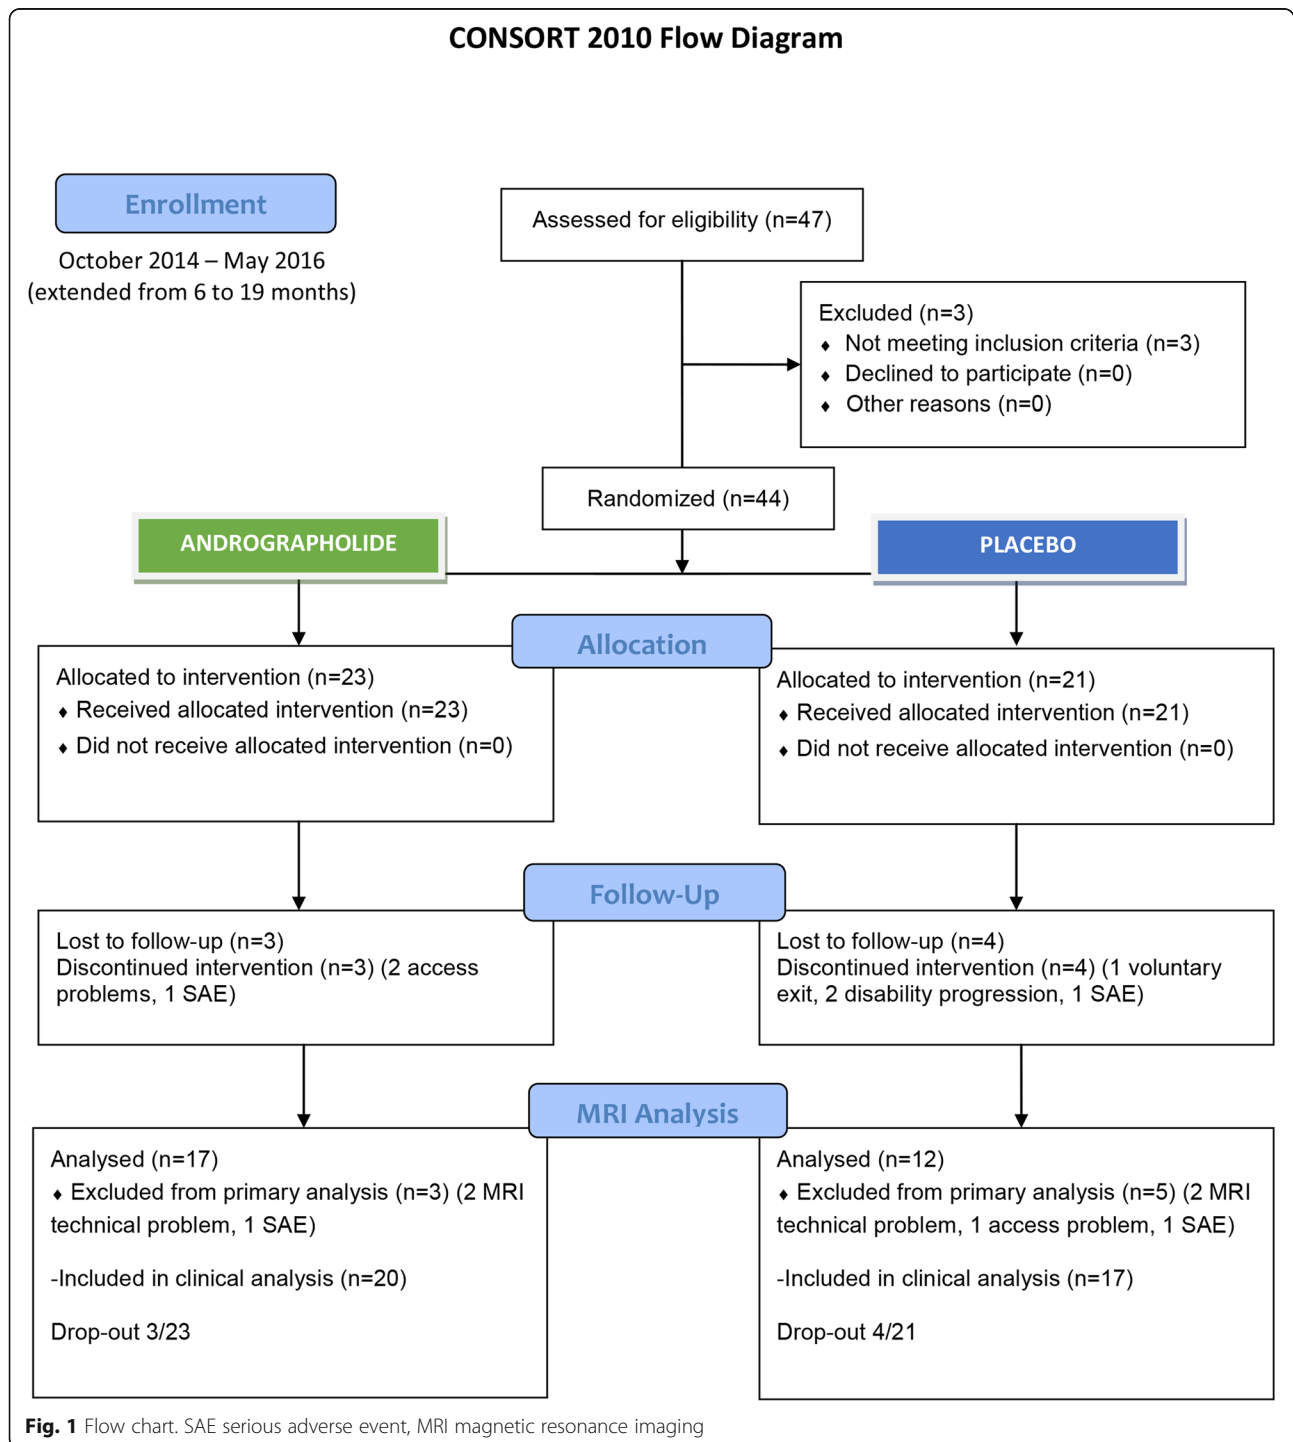 CONSORT 2010 Flow Diagram
Enrollment
October 2014 – May 2016
(extended from 6 to 19 months)
Assessed for eligibility (n=47)
Excluded (n=3)
♦ Not meeting inclusion criteria (n=3)
♦ Declined to participate (n=0)
♦ Other reasons (n=0)
Randomized (n=44)
ANDROGRAPHOLIDE
PLACEBO
Allocation
Allocated to intervention (n=23)
♦ Received allocated intervention (n=23)
♦ Did not receive allocated intervention (n=0)
Allocated to intervention (n=21)
♦ Received allocated intervention (n=21)
♦ Did not receive allocated intervention (n=0)
Follow-Up
Lost to follow-up (n=3)
Discontinued intervention (n=3) (2 access
problems, 1 SAE)
Lost to follow-up (n=4)
Discontinued intervention (n=4) (1 voluntary
exit, 2 disability progression, 1 SAE)
MRI Analysis
Analysed (n=17)
♦ Excluded from primary analysis (n=3) (2 MRI
technical problem, 1 SAE)
-Included in clinical analysis (n=20)
Drop-out 3/23
Analysed (n=12)
♦ Excluded from primary analysis (n=5) (2 MRI
technical problem, 1 access problem, 1 SAE)
-Included in clinical analysis (n=17)
Drop-out 4/21
Fig. 1 Flow chart. SAE serious adverse event, MRI magnetic resonance imaging